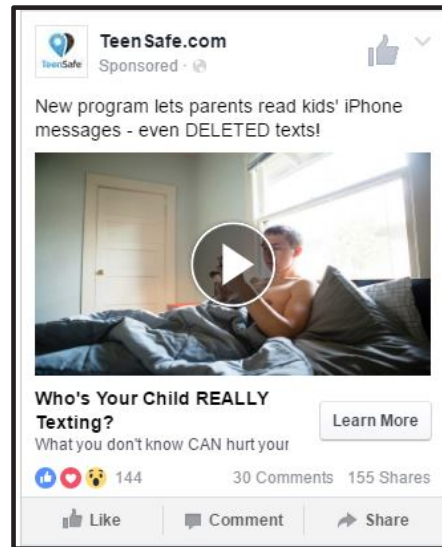 TeenSafe
TeenSafe.com
Sponsored ·
New program lets parents read kids' iPhone
messages - even DELETED texts!
Who's Your Child REALLY
Texting?
What you don't know CAN hurt your
Learn More
144
30 Comments 155 Shares
Like Comment Share